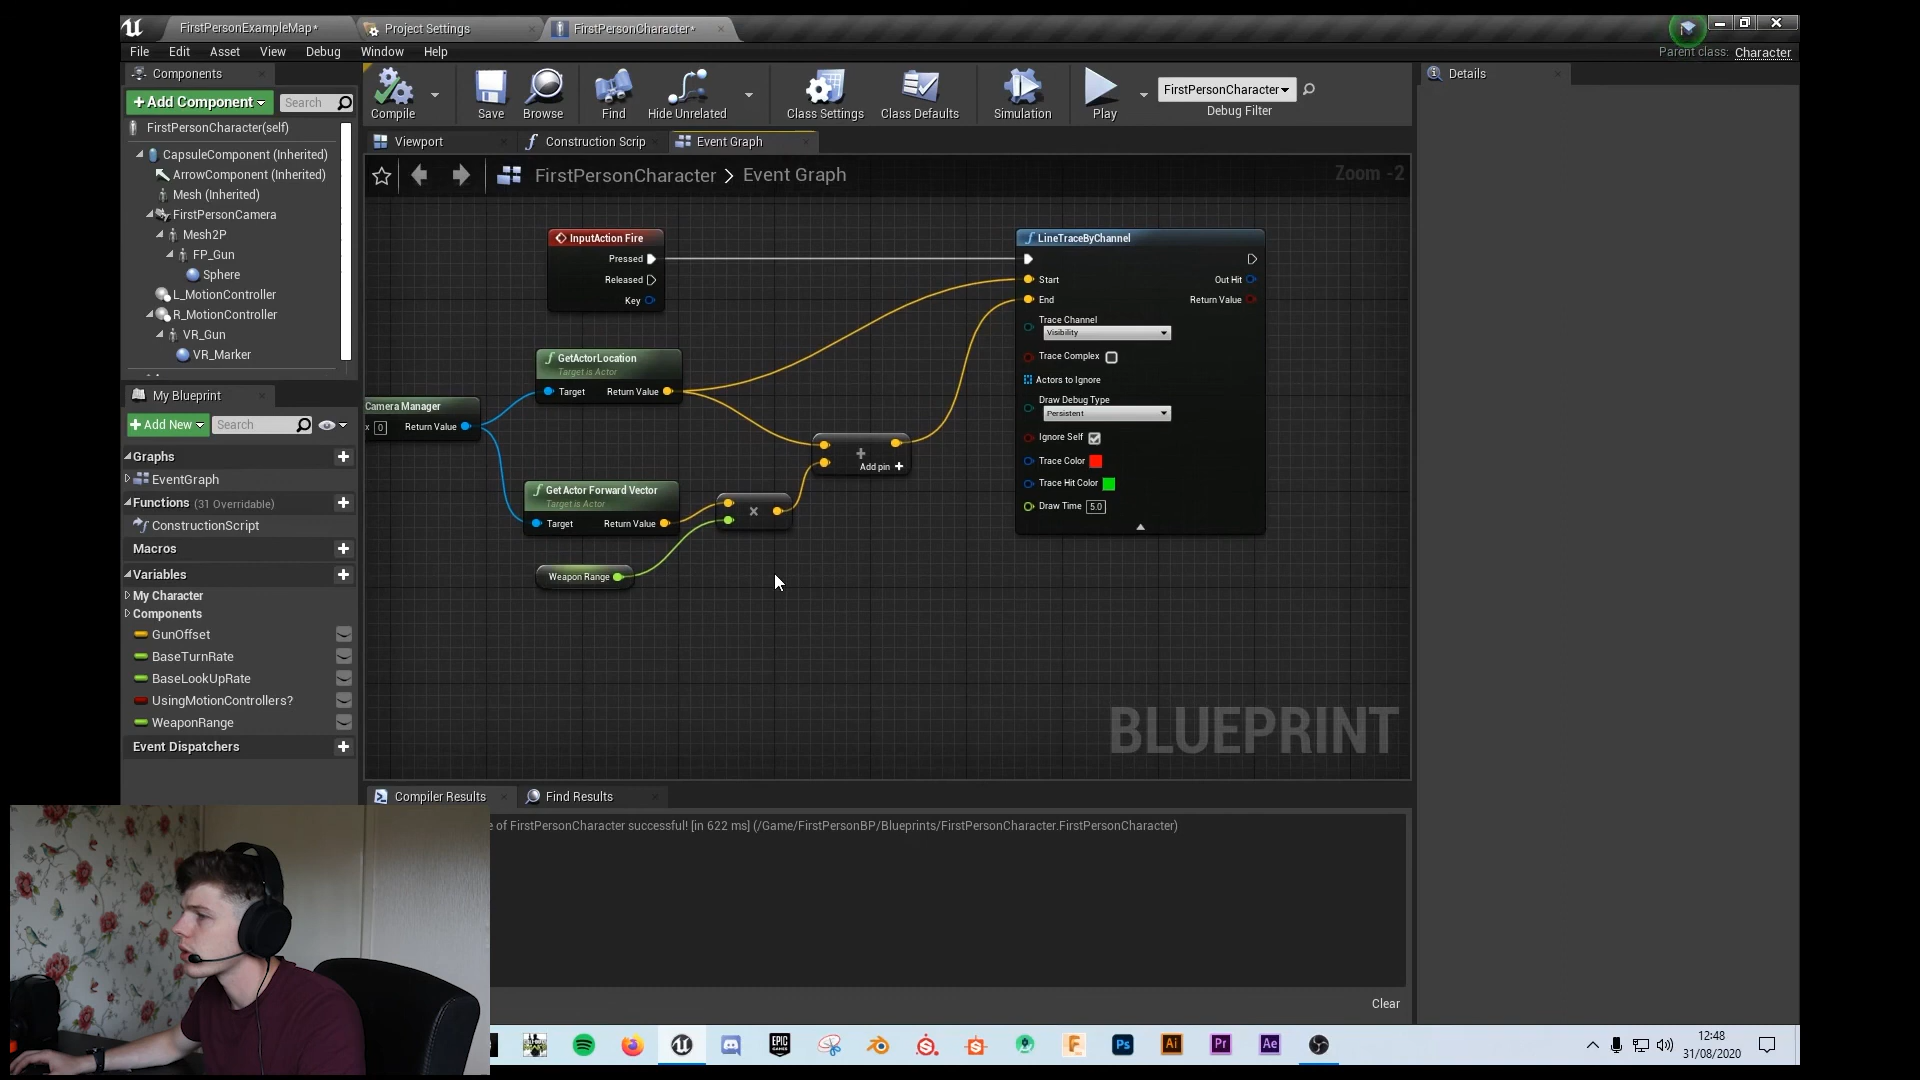 FirstPersonExampleMap*
Project Settings
FirstPersonCharacter*
File Edit Asset View Debug Window Help
Parent class: Character
Components
+Add Component
Search
FirstPersonCharacter(self)
CapsuleComponent (Inherited)
ArrowComponent (Inherited)
Mesh (Inherited)
FirstPersonCamera
Mesh2P
FP_Gun
Sphere
L_MotionController
R_MotionController
VR_Gun
VR_Marker
My Blueprint
+Add New
Search
Graphs
EventGraph
Functions (31 Overridable)
ConstructionScript
Macros
Variables
My Character
Components
GunOffset
BaseTurnRate
BaseLookUpRate
UsingMotionControllers?
WeaponRange
Event Dispatchers
Compile
Save
Browse
Find
Hide Unrelated
Class Settings
Class Defaults
Simulation
Play
FirstPersonCharacter
Debug Filter
Viewport
Construction Scrip
Event Graph
FirstPersonCharacter > Event Graph
Zoom -2
InputAction Fire
Pressed
Released
Key
GetActorLocation
Target is Actor
Target Return Value
Camera Manager
x 0 Return Value
Get Actor Forward Vector
Target is Actor
Target Return Value
Weapon Range
×
+
Add pin +
LineTraceByChannel
Start
Out Hit
End
Return Value
Trace Channel
Visibility
Trace Complex
Actors to Ignore
Draw Debug Type
Persistent
Ignore Self
Trace Color
Trace Hit Color
Draw Time 5.0
BLUEPRINT
Compiler Results
Find Results
e of FirstPersonCharacter successful! [in 622 ms] (/Game/FirstPersonBP/Blueprints/FirstPersonCharacter.FirstPersonCharacter)
Clear
Details
EPIC
GAMES
Ps
Ai
Pr
Ae
12:48
31/08/2020